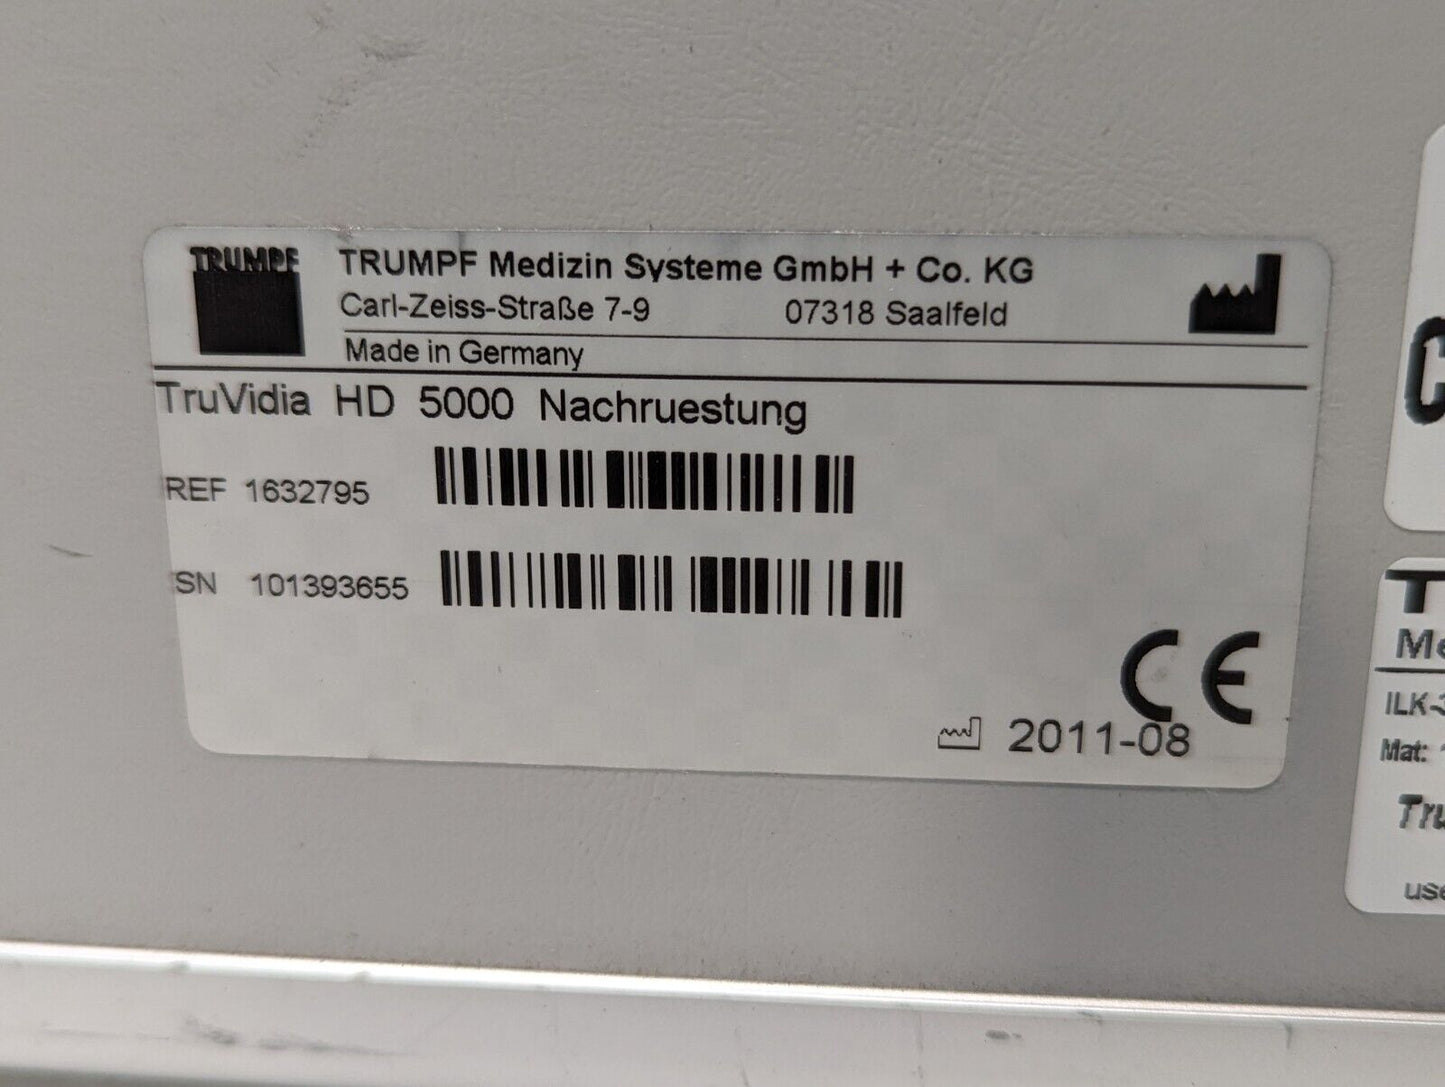 TRUMPF
TRUMPF Medizin Systeme GmbH + Co. KG
Carl-Zeiss-Straße 7-9 07318 Saalfeld
Made in Germany
TruVidia HD 5000 Nachruestung
REF 1632795
SN 101393655
CE
2011-08
Mat: